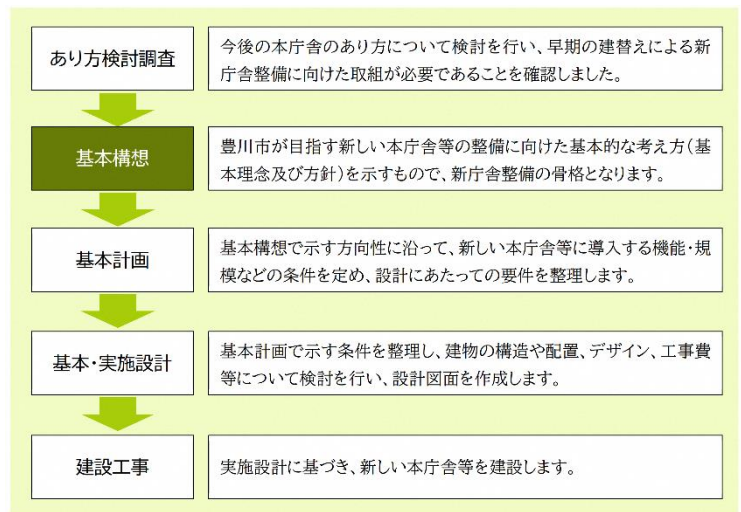 あり方検討調査
今後の本庁舎のあり方について検討を行い、早期の建替えによる新
庁舎整備に向けた取組が必要であることを確認しました。
基本構想
豊川市が目指す新しい本庁舎等の整備に向けた基本的な考え方（基
本理念及び方針）を示すもので、新庁舎整備の骨格となります。
基本計画
基本構想で示す方向性に沿って、新しい本庁舎等に導入する機能・規
模などの条件を定め、設計にあたっての要件を整理します。
基本・実施設計
基本計画で示す条件を整理し、建物の構造や配置、デザイン、工事費
等について検討を行い、設計図面を作成します。
建設工事
実施設計に基づき、新しい本庁舎等を建設します。